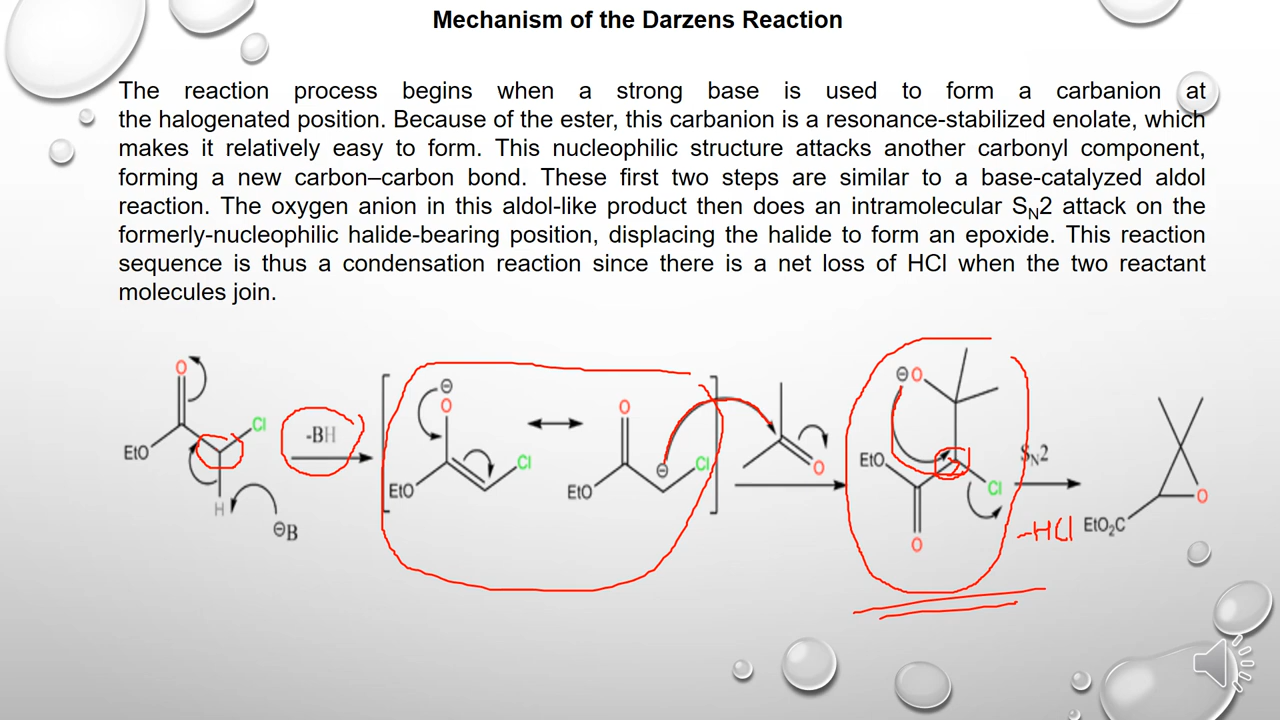 Mechanism of the Darzens Reaction
The reaction process begins when a strong base is used to form a carbanion at
the halogenated position. Because of the ester, this carbanion is a resonance-stabilized enolate, which
makes it relatively easy to form. This nucleophilic structure attacks another carbonyl component,
forming a new carbon–carbon bond. These first two steps are similar to a base-catalyzed aldol
reaction. The oxygen anion in this aldol-like product then does an intramolecular SN2 attack on the
formerly-nucleophilic halide-bearing position, displacing the halide to form an epoxide. This reaction
sequence is thus a condensation reaction since there is a net loss of HCl when the two reactant
molecules join.
O
Cl
EtO
H
⊖B
-BH
⊖
O
Cl
EtO
O
⊖
Cl
EtO
O
⊖O
EtO
Cl
O
SN2
-HCl
O
EtO₂C